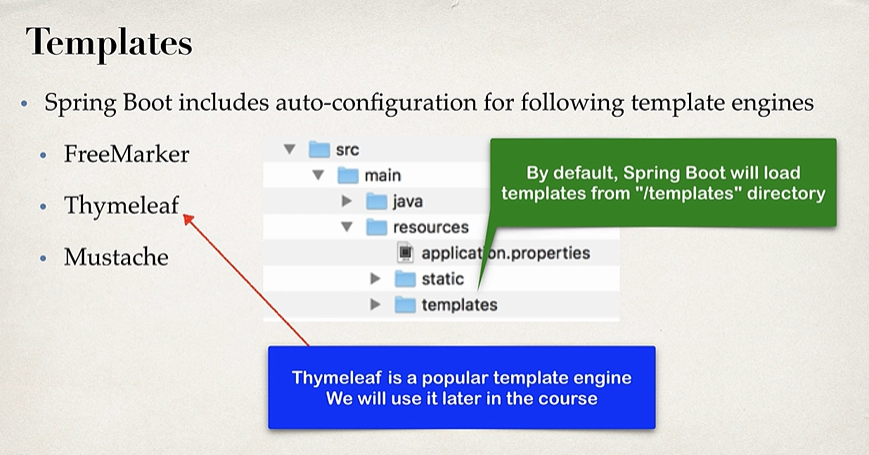 Templates
• Spring Boot includes auto-configuration for following template engines
• FreeMarker
• Thymeleaf
• Mustache
src
main
java
resources
application.properties
static
templates
By default, Spring Boot will load
templates from "/templates" directory
Thymeleaf is a popular template engine
We will use it later in the course